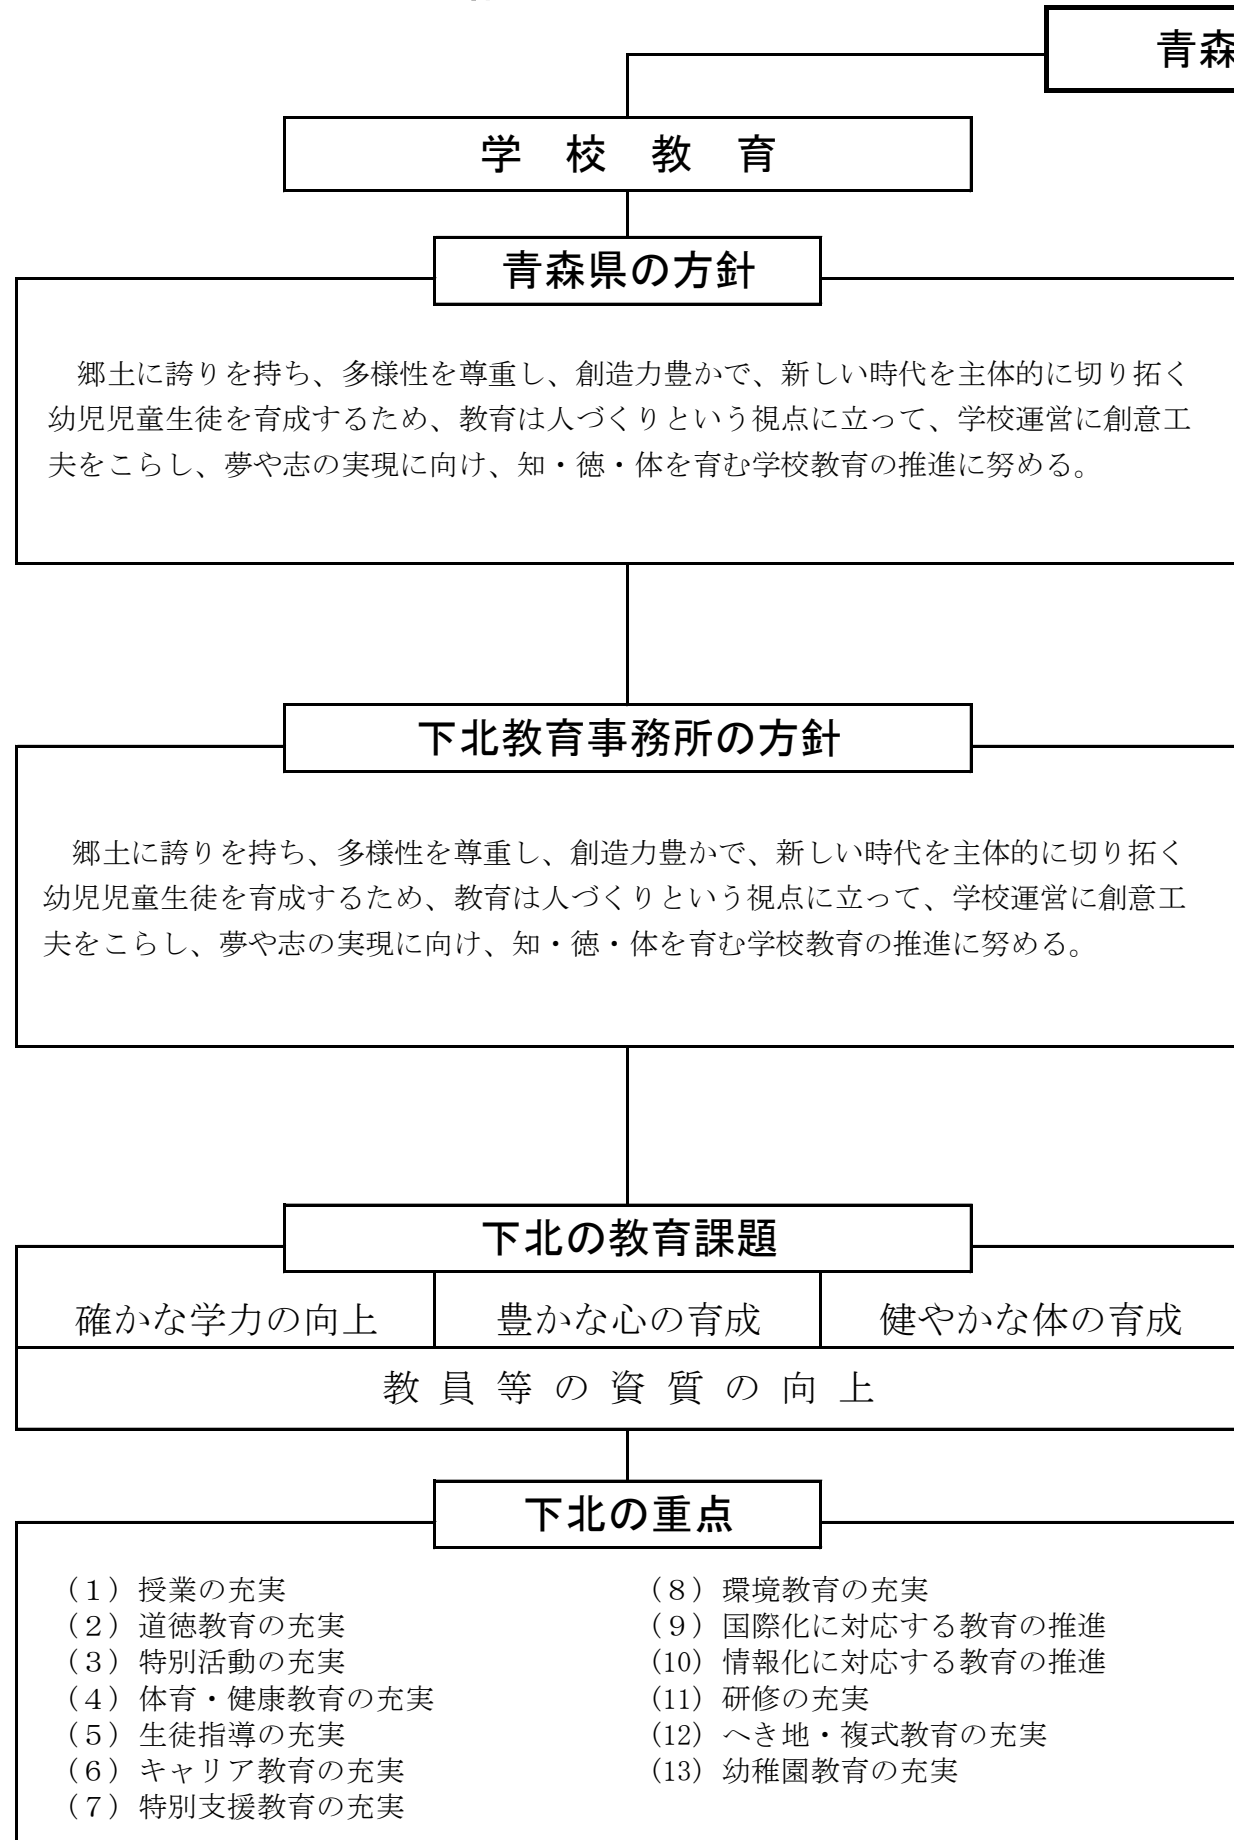 青森
学校教育
青森県の方針
郷土に誇りを持ち、多様性を尊重し、創造力豊かで、新しい時代を主体的に切り拓く
幼児児童生徒を育成するため、教育は人づくりという視点に立って、学校運営に創意工
夫をこらし、夢や志の実現に向け、知・徳・体を育む学校教育の推進に努める。
下北教育事務所の方針
郷土に誇りを持ち、多様性を尊重し、創造力豊かで、新しい時代を主体的に切り拓く
幼児児童生徒を育成するため、教育は人づくりという視点に立って、学校運営に創意工
夫をこらし、夢や志の実現に向け、知・徳・体を育む学校教育の推進に努める。
下北の教育課題
確かな学力の向上 豊かな心の育成 健やかな体の育成
教員等の資質の向上
下北の重点
（１）授業の充実
（２）道徳教育の充実
（３）特別活動の充実
（４）体育・健康教育の充実
（５）生徒指導の充実
（６）キャリア教育の充実
（７）特別支援教育の充実
（８）環境教育の充実
（９）国際化に対応する教育の推進
(10) 情報化に対応する教育の推進
(11) 研修の充実
(12) へき地・複式教育の充実
(13) 幼稚園教育の充実